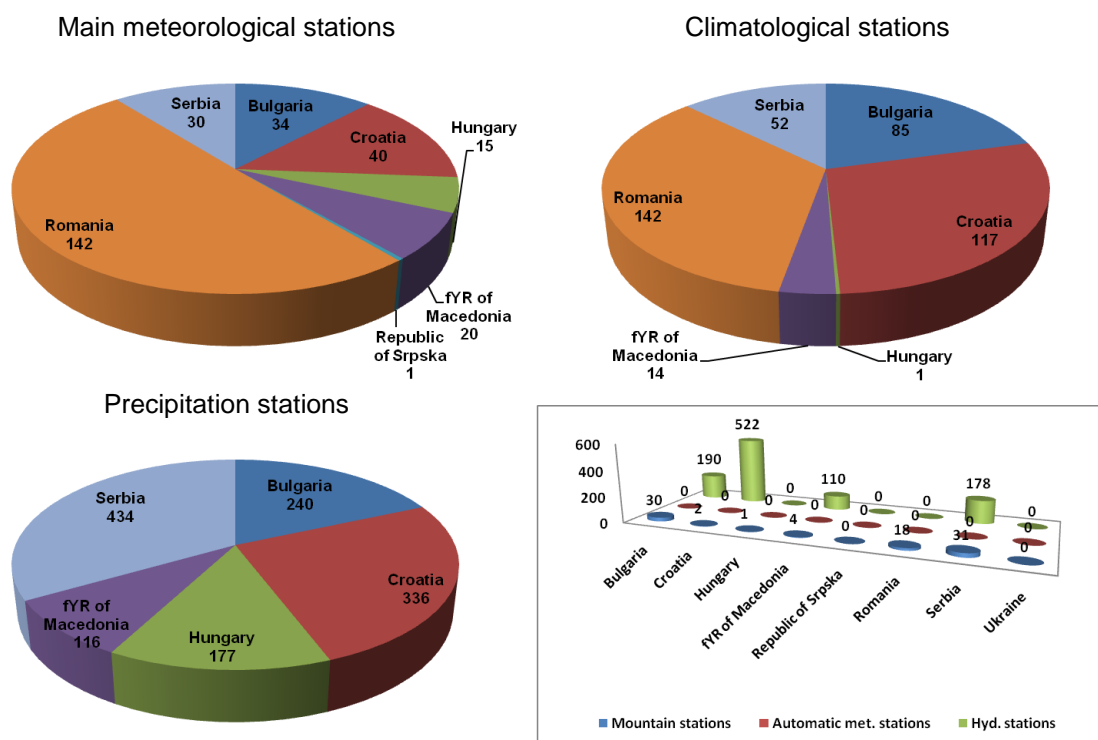 Main meteorological stations
Serbia
30
Bulgaria
34
Croatia
40
Hungary
15
fYR of
Macedonia
20
Republic
of Srpska
1
Romania
142
Climatological stations
Serbia
52
Bulgaria
85
Croatia
117
Hungary
1
fYR of
Macedonia
14
Romania
142
Precipitation stations
Serbia
434
Bulgaria
240
Croatia
336
Hungary
177
fYR of
Macedonia
116
600
400
200
0
190
522
0
110
0
0
178
0
0
0
0
0
0
0
0
0
30
2
1
4
0
18
31
0
Bulgaria
Croatia
Hungary
fYR of Macedonia
Republic of Srpska
Romania
Serbia
Ukraine
Mountain stations
Automatic met. stations
Hyd. stations